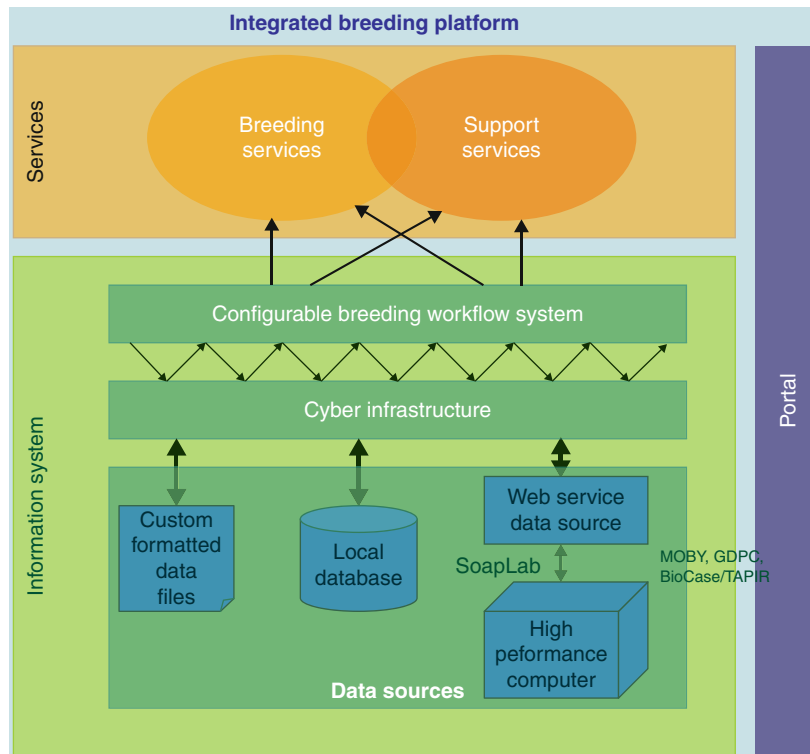 Integrated breeding platform
Services
Breeding
services
Support
services
Information system
Configurable breeding workflow system
Cyber infrastructure
Custom
formatted
data
files
Local
database
Web service
data source
SoapLab
MOBY, GDPC,
BioCase/TAPIR
High
peformance
computer
Data sources
Portal